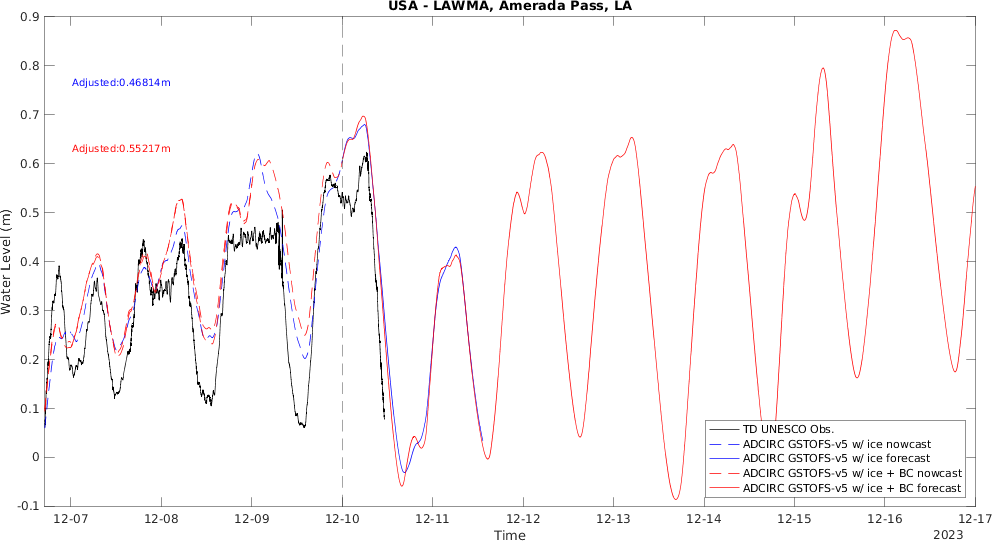 USA - LAWMA, Amerada Pass, LA
0.9
0.8
0.7
0.6
0.5
0.4
0.3
0.2
0.1
0
-0.1
Water Level (m)
Adjusted:0.46814m
Adjusted:0.55217m
TD UNESCO Obs.
ADCIRC GSTOFS-v5 w/ ice nowcast
ADCIRC GSTOFS-v5 w/ ice forecast
ADCIRC GSTOFS-v5 w/ ice + BC nowcast
ADCIRC GSTOFS-v5 w/ ice + BC forecast
12-07 12-08 12-09 12-10 12-11 12-12 12-13 12-14 12-15 12-16 12-17
Time
2023